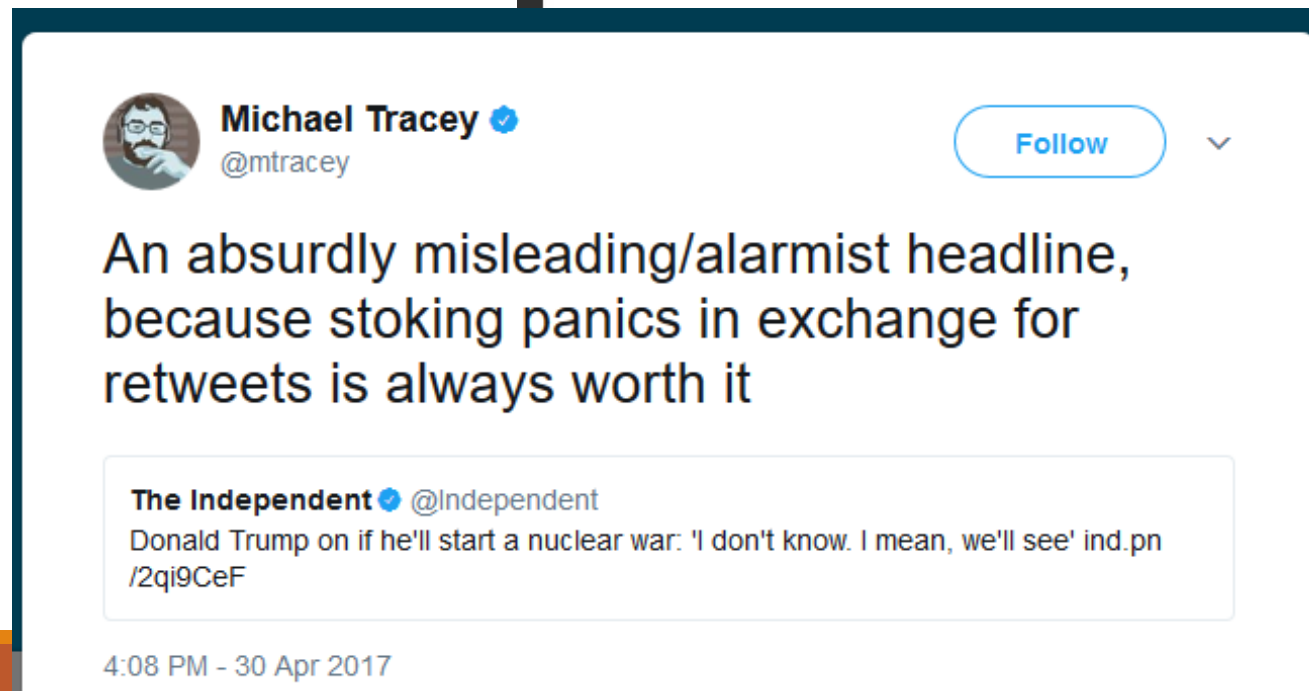 Michael Tracey
@mtracey
Follow
An absurdly misleading/alarmist headline,
because stoking panics in exchange for
retweets is always worth it
The Independent @Independent
Donald Trump on if he'll start a nuclear war: 'I don't know. I mean, we'll see' ind.pn
/2qi9CeF
4:08 PM - 30 Apr 2017